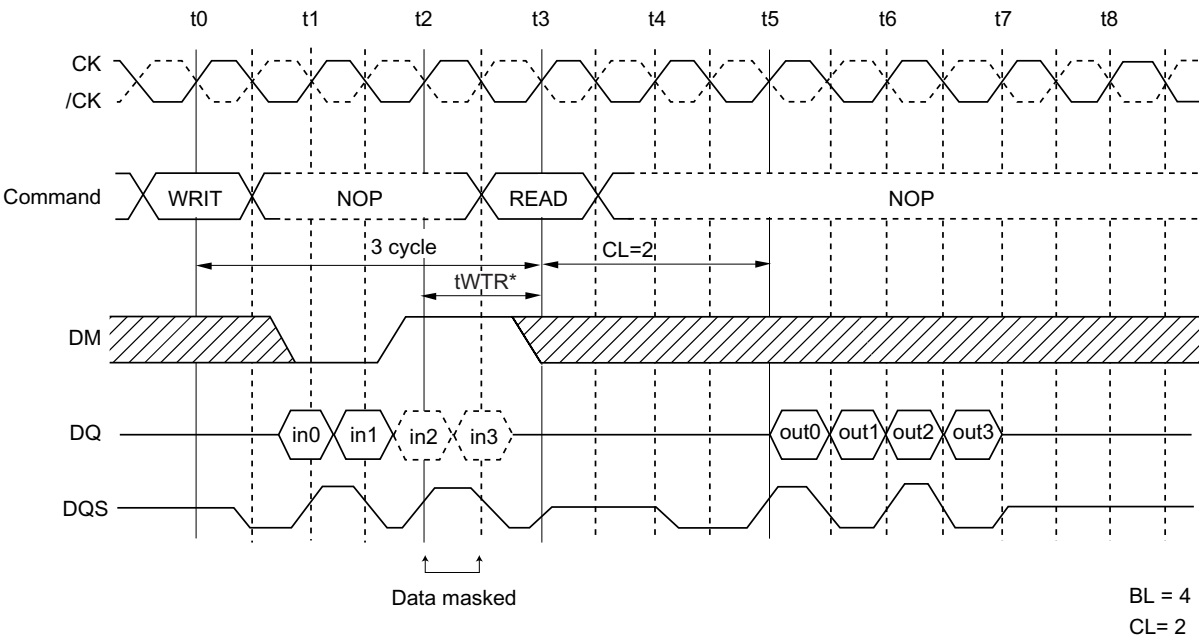 t0 t1 t2 t3 t4 t5 t6 t7 t8
CK
/CK
Command WRIT NOP READ NOP
3 cycle CL=2
tWTR*
DM
DQ in0 in1 in2 in3 out0 out1 out2 out3
DQS
Data masked
BL = 4
CL= 2